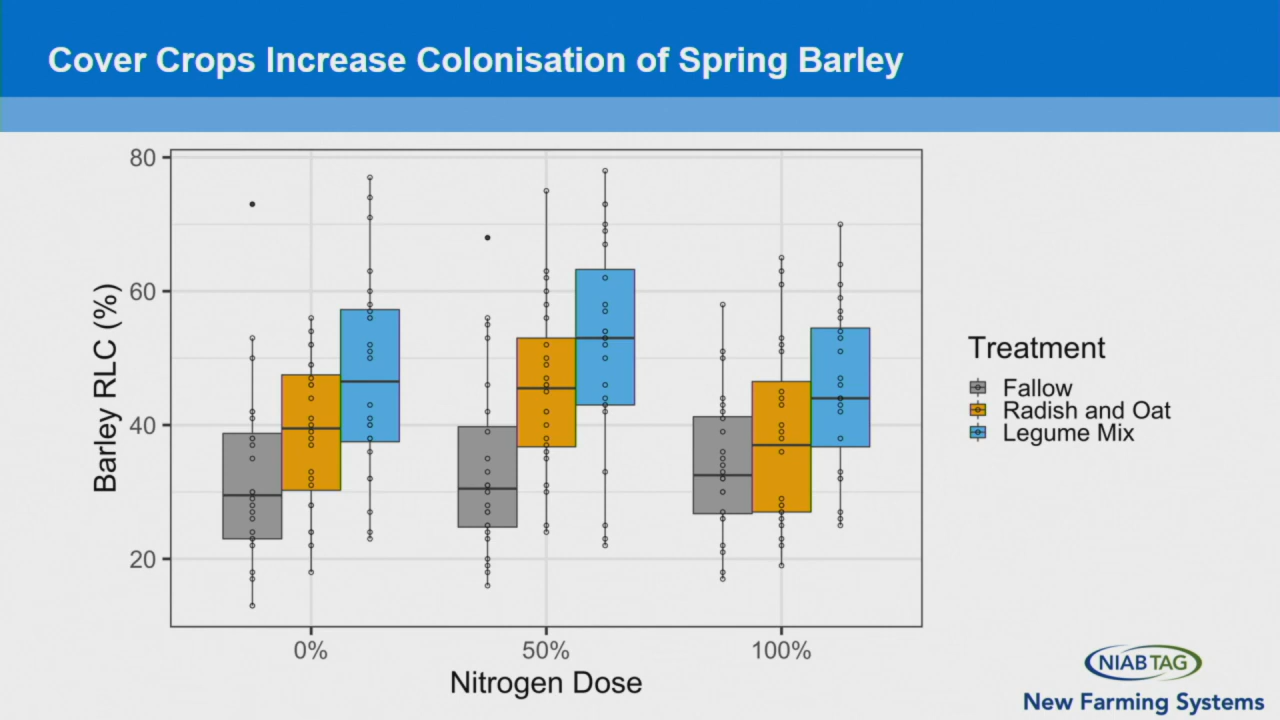 Cover Crops Increase Colonisation of Spring Barley
80
60
40
20
Barley RLC (%)
0%
50%
100%
Nitrogen Dose
Treatment
Fallow
Radish and Oat
Legume Mix
NIAB TAG
New Farming Systems